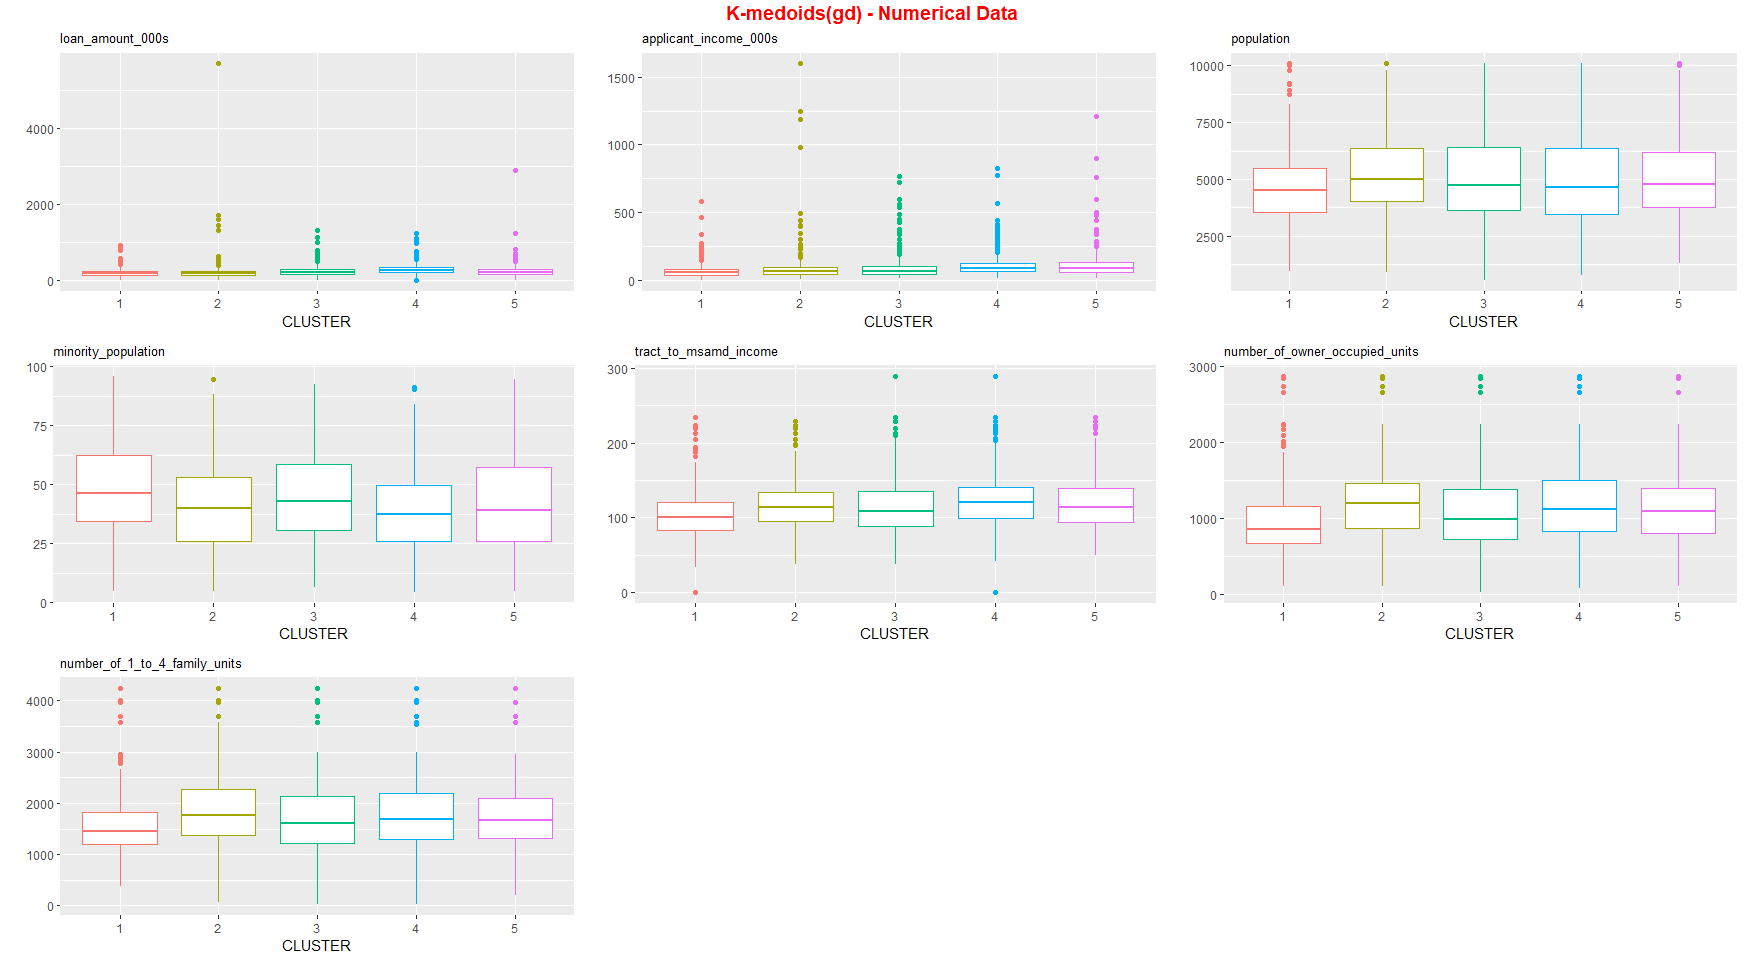 K-medoids(gd) - Numerical Data
loan_amount_000s
4000
2000
0
1 2 3 4 5
CLUSTER
applicant_income_000s
1500
1000
500
0
1 2 3 4 5
CLUSTER
population
10000
7500
5000
2500
1 2 3 4 5
CLUSTER
minority_population
100
75
50
25
0
1 2 3 4 5
CLUSTER
tract_to_msamd_income
300
200
100
0
1 2 3 4 5
CLUSTER
number_of_owner_occupied_units
3000
2000
1000
0
1 2 3 4 5
CLUSTER
number_of_1_to_4_family_units
4000
3000
2000
1000
0
1 2 3 4 5
CLUSTER